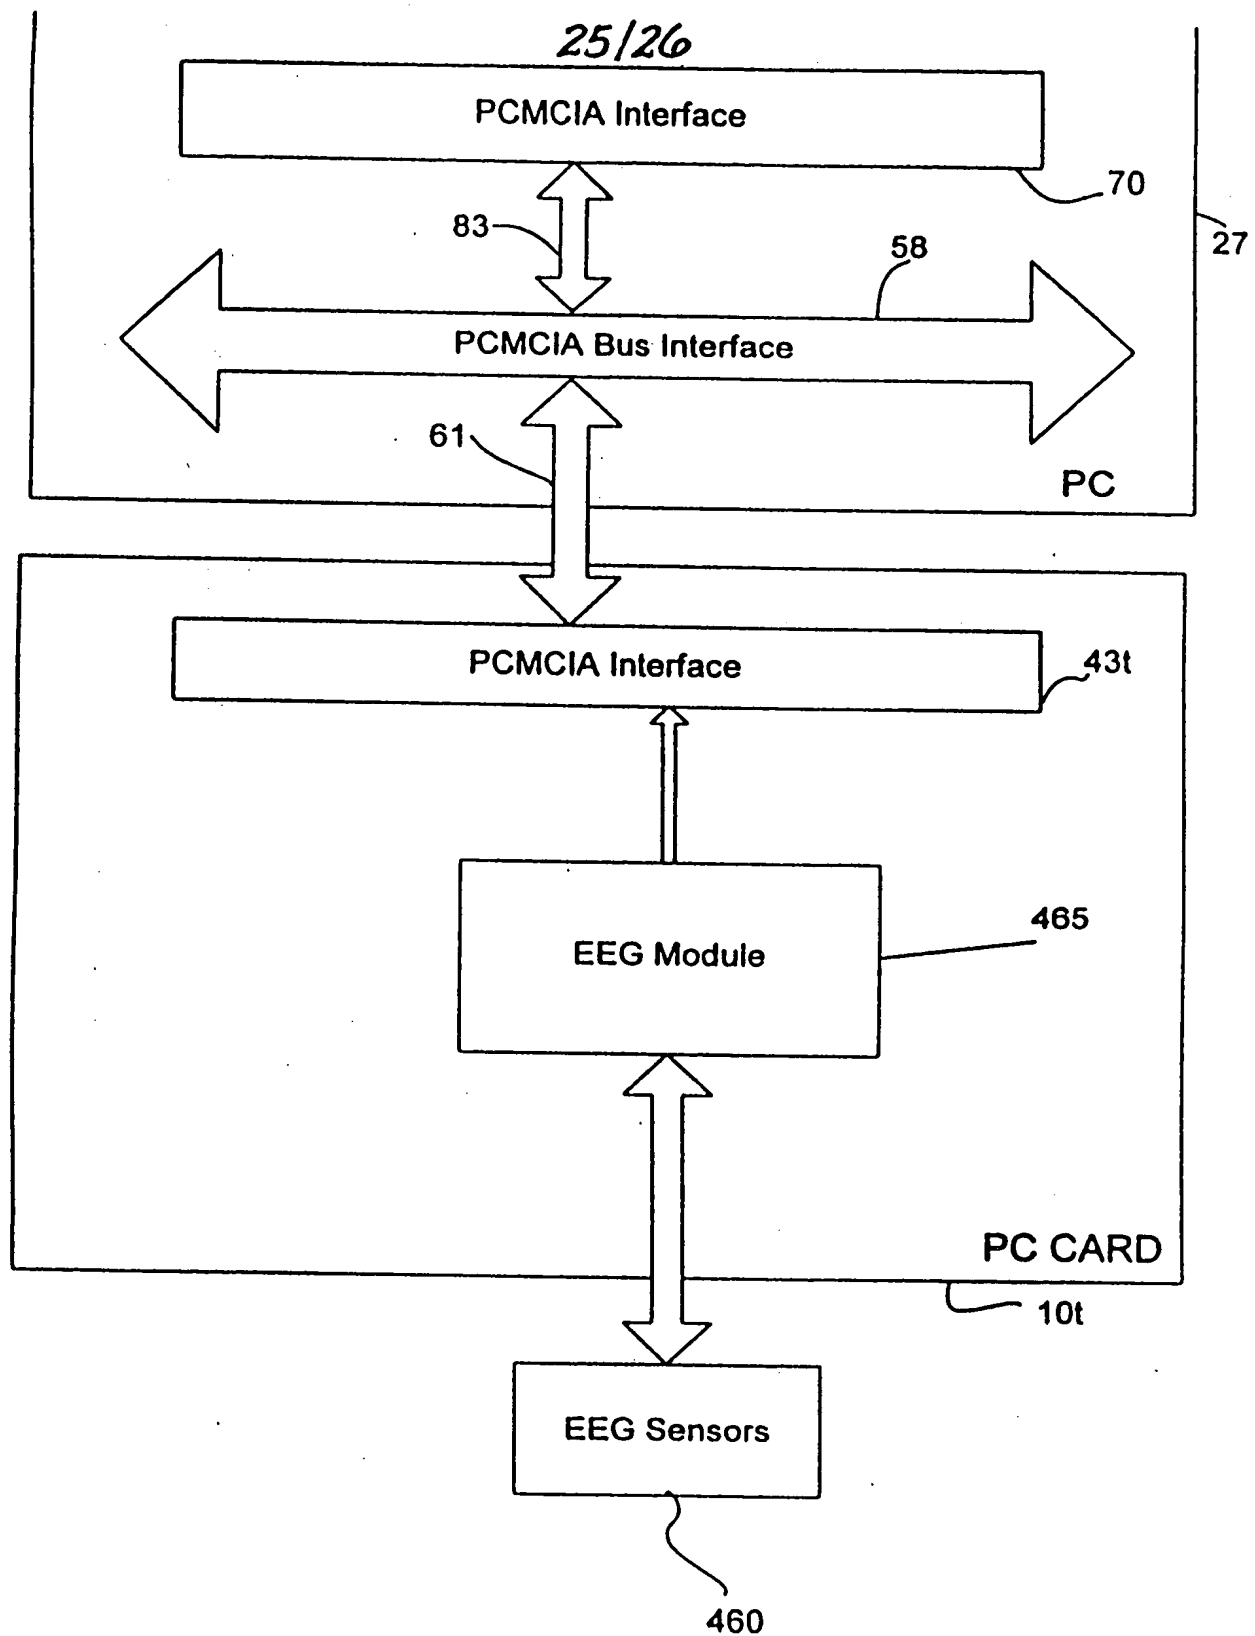 25/26
PCMCIA Interface
70
83
27
58
PCMCIA Bus Interface
61
PC
PCMCIA Interface
43t
465
EEG Module
PC CARD
10t
EEG Sensors
460